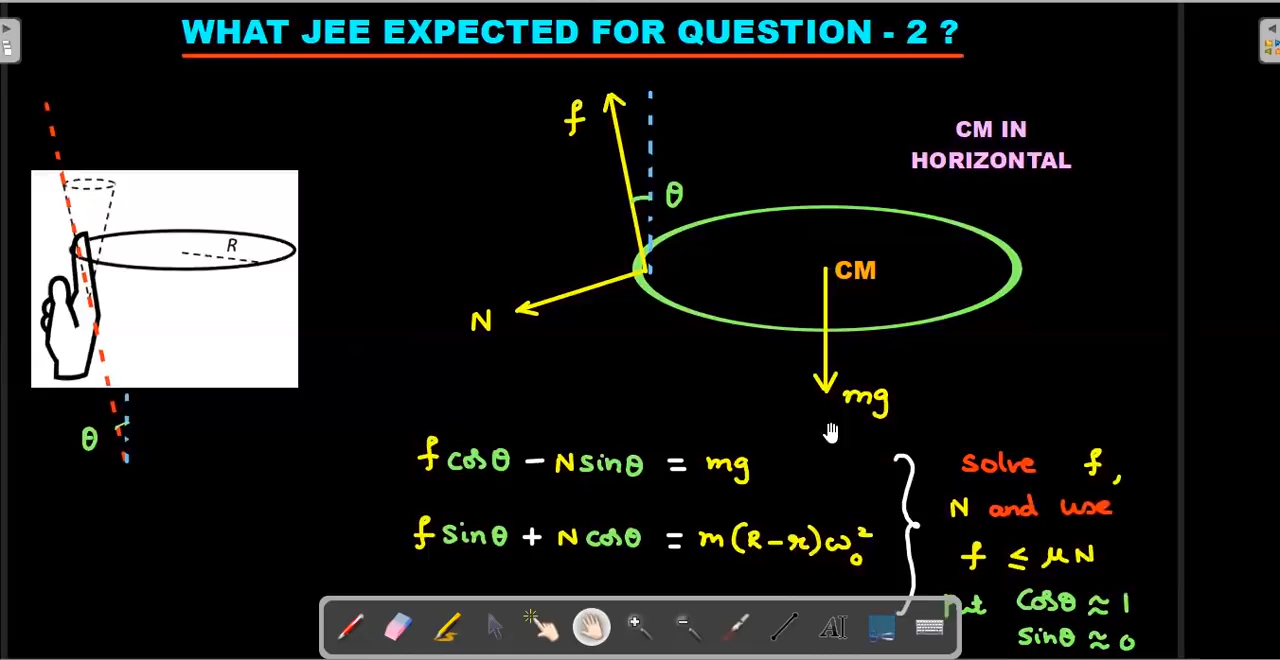 WHAT JEE EXPECTED FOR QUESTION - 2 ?
f
θ
CM IN
HORIZONTAL
R
CM
N
mg
θ
f cosθ - N sinθ = mg
f sinθ + N cosθ = m(R-r)ω₀²
Solve f,
N and use
f ≤ μN
cosθ ≈ 1
sinθ ≈ 0
AI